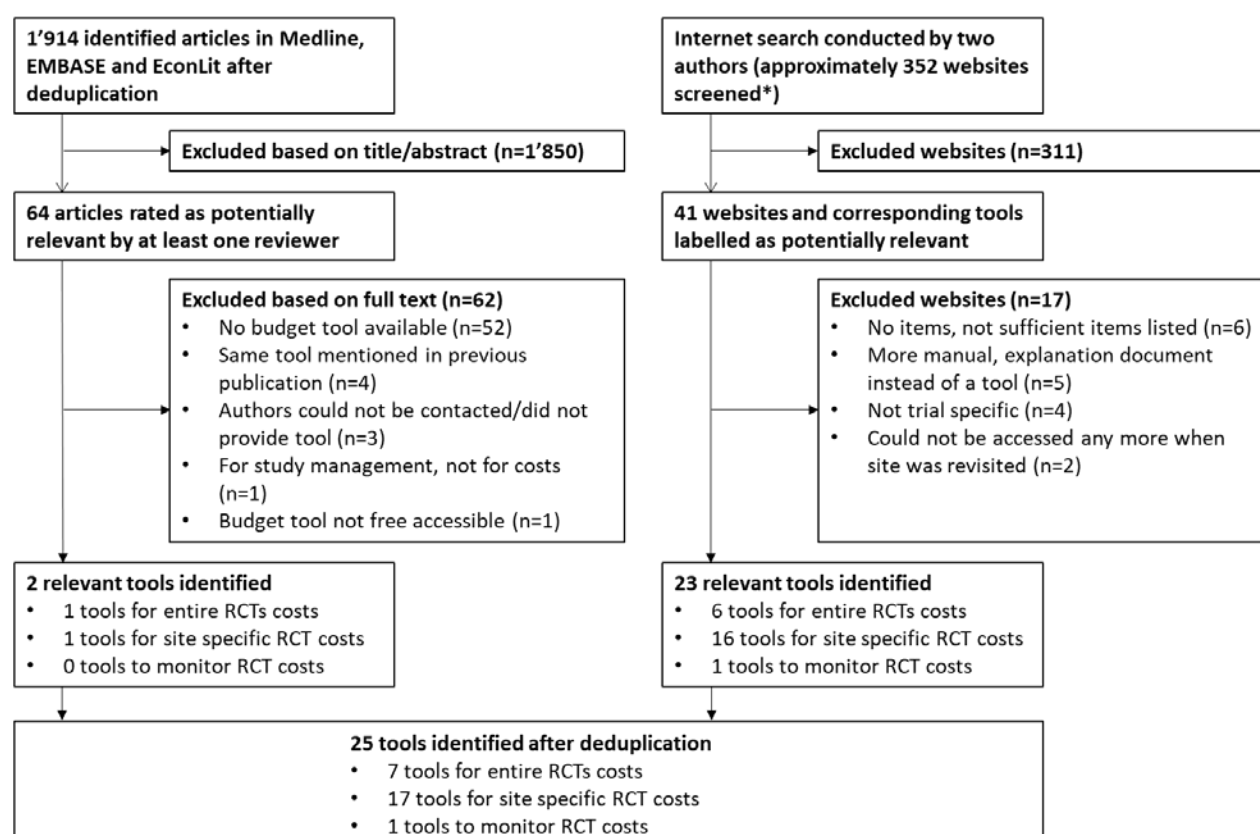 1'914 identified articles in Medline,
EMBASE and EconLit after
deduplication
Internet search conducted by two
authors (approximately 352 websites
screened*)
Excluded based on title/abstract (n=1'850)
Excluded websites (n=311)
64 articles rated as potentially
relevant by at least one reviewer
41 websites and corresponding tools
labelled as potentially relevant
Excluded based on full text (n=62)
• No budget tool available (n=52)
• Same tool mentioned in previous
publication (n=4)
• Authors could not be contacted/did not
provide tool (n=3)
• For study management, not for costs
(n=1)
• Budget tool not free accessible (n=1)
Excluded websites (n=17)
• No items, not sufficient items listed (n=6)
• More manual, explanation document
instead of a tool (n=5)
• Not trial specific (n=4)
• Could not be accessed any more when
site was revisited (n=2)
2 relevant tools identified
• 1 tools for entire RCTs costs
• 1 tools for site specific RCT costs
• 0 tools to monitor RCT costs
23 relevant tools identified
• 6 tools for entire RCTs costs
• 16 tools for site specific RCT costs
• 1 tools to monitor RCT costs
25 tools identified after deduplication
• 7 tools for entire RCTs costs
• 17 tools for site specific RCT costs
• 1 tools to monitor RCT costs